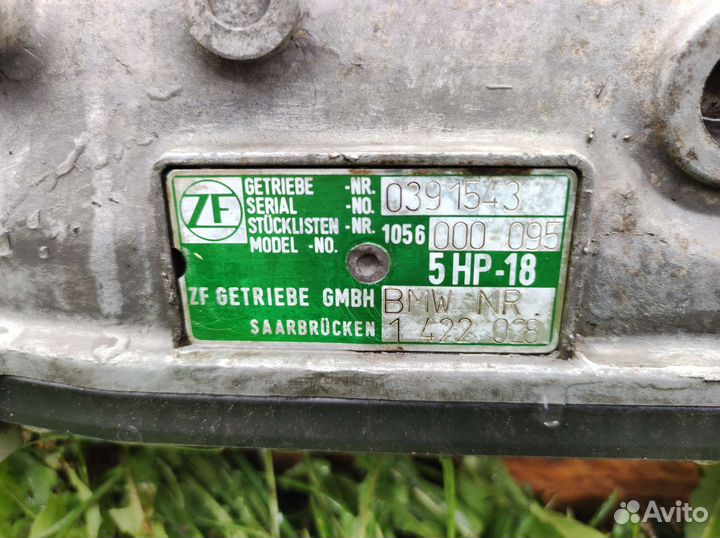 ZF
GETRIEBE -NR. 0391543
SERIAL -NO.
STÜCKLISTEN -NR. 1056 000 095
MODEL -NO.
5 HP-18
ZF GETRIEBE GMBH BMW NR.
SAARBRÜCKEN 1 422 028
Avito